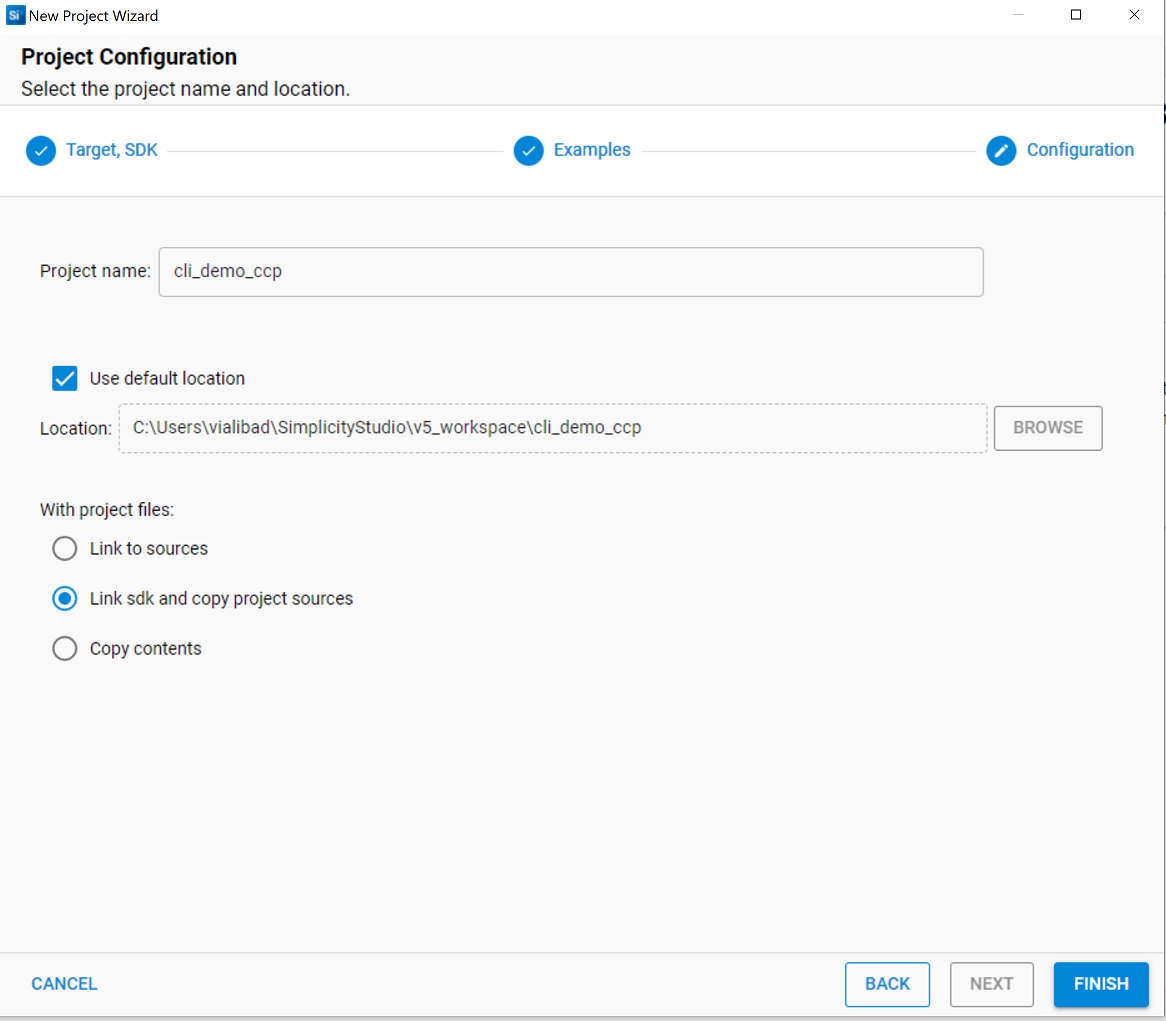 Si New Project Wizard
Project Configuration
Select the project name and location.
Target, SDK
Examples
Configuration
Project name: cli_demo_ccp
Use default location
Location: C:\Users\vialibad\SimplicityStudio\v5_workspace\cli_demo_ccp BROWSE
With project files:
Link to sources
Link sdk and copy project sources
Copy contents
CANCEL BACK NEXT FINISH